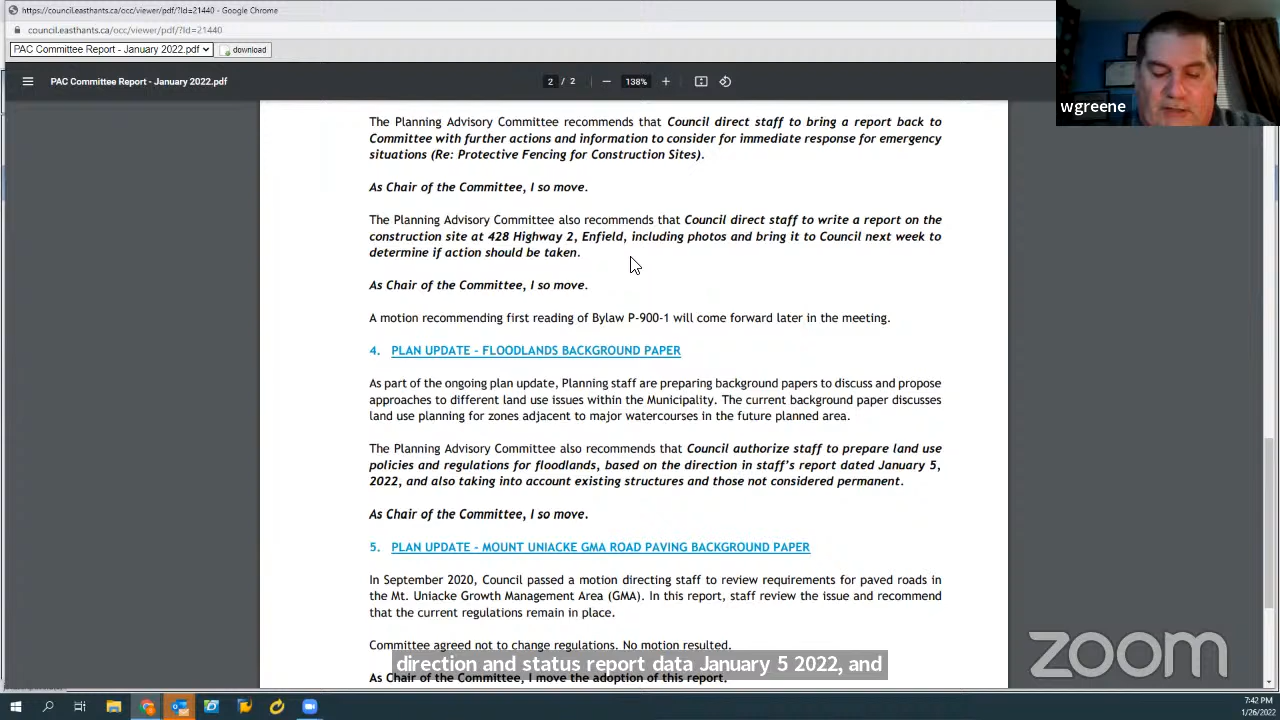 https://council.easthants.ca/occ/viewer/pdf/?Id=21440 - Google Chrome
council.easthants.ca/occ/viewer/pdf/?Id=21440
PAC Committee Report - January 2022.pdf download
PAC Committee Report - January 2022.pdf 2 / 2 − 138% +
wgreene
The Planning Advisory Committee recommends that Council direct staff to bring a report back to
Committee with further actions and information to consider for immediate response for emergency
situations (Re: Protective Fencing for Construction Sites).
As Chair of the Committee, I so move.
The Planning Advisory Committee also recommends that Council direct staff to write a report on the
construction site at 428 Highway 2, Enfield, including photos and bring it to Council next week to
determine if action should be taken.
As Chair of the Committee, I so move.
A motion recommending first reading of Bylaw P-900-1 will come forward later in the meeting.
4. PLAN UPDATE - FLOODLANDS BACKGROUND PAPER
As part of the ongoing plan update, Planning staff are preparing background papers to discuss and propose
approaches to different land use issues within the Municipality. The current background paper discusses
land use planning for zones adjacent to major watercourses in the future planned area.
The Planning Advisory Committee also recommends that Council authorize staff to prepare land use
policies and regulations for floodlands, based on the direction in staff's report dated January 5,
2022, and also taking into account existing structures and those not considered permanent.
As Chair of the Committee, I so move.
5. PLAN UPDATE - MOUNT UNIACKE GMA ROAD PAVING BACKGROUND PAPER
In September 2020, Council passed a motion directing staff to review requirements for paved roads in
the Mt. Uniacke Growth Management Area (GMA). In this report, staff review the issue and recommend
that the current regulations remain in place.
Committee agreed not to change regulations. No motion resulted.
direction and status report data January 5 2022, and
As Chair of the Committee, I move the adoption of this report.
zoom
7:42 PM
1/26/2022